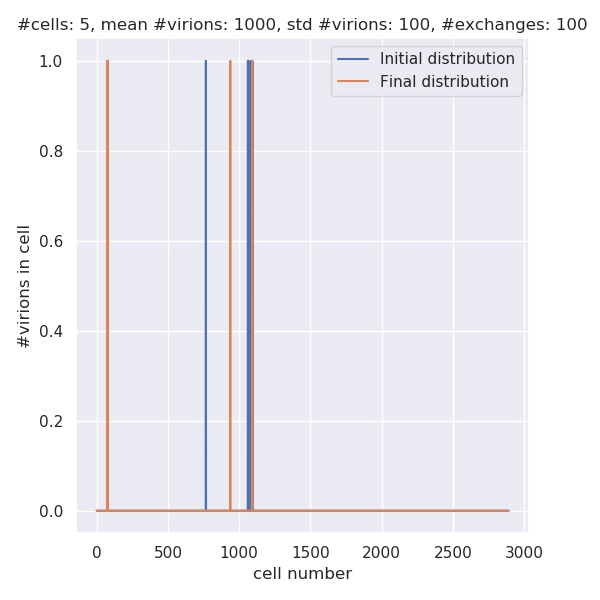 #cells: 5, mean #virions: 1000, std #virions: 100, #exchanges: 100
Initial distribution
Final distribution
1.0
0.8
0.6
0.4
0.2
0.0
#virions in cell
0 500 1000 1500 2000 2500 3000
cell number